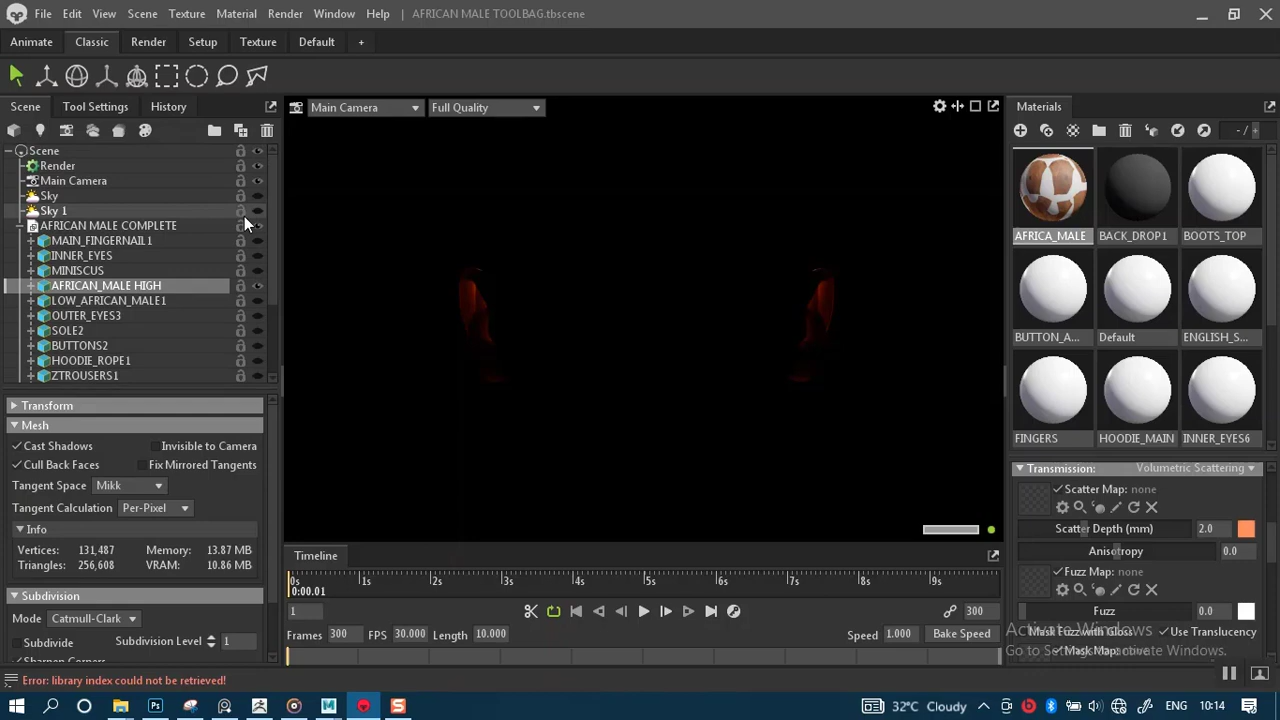 File Edit View Scene Texture Material Render Window Help AFRICAN MALE TOOLBAG.tbscene
Animate Classic Render Setup Texture Default +
Scene Tool Settings History
Main Camera Full Quality
Materials
- / +
Scene
Render
Main Camera
Sky
Sky 1
AFRICAN MALE COMPLETE
MAIN_FINGERNAIL1
INNER_EYES
MINISCUS
AFRICAN_MALE HIGH
LOW_AFRICAN_MALE1
OUTER_EYES3
SOLE2
BUTTONS2
HOODIE_ROPE1
ZTROUSERS1
AFRICA_MALE BACK_DROP1 BOOTS_TOP
BUTTON_A... Default ENGLISH_S...
FINGERS HOODIE_MAIN INNER_EYES6
Transform
Mesh
Cast Shadows Invisible to Camera
Cull Back Faces Fix Mirrored Tangents
Tangent Space Mikk
Tangent Calculation Per-Pixel
Info
Vertices: 131,487 Memory: 13.87 MB
Triangles: 256,608 VRAM: 10.86 MB
Subdivision
Mode Catmull-Clark
Subdivide Subdivision Level 1
Sharpen Corners
Transmission: Volumetric Scattering
Scatter Map: none
Scatter Depth (mm) 2.0
Anisotropy 0.0
Fuzz Map: none
Fuzz 0.0
Mask Fuzz with Gloss Use Translucency
Mask Map: none
Activate Windows
Go to Settings to activate Windows.
Timeline
0s 1s 2s 3s 4s 5s 6s 7s 8s 9s
0:00.01
1 300
Frames 300 FPS 30.000 Length 10.000 Speed 1.000 Bake Speed
Error: library index could not be retrieved!
32°C Cloudy ENG 10:14